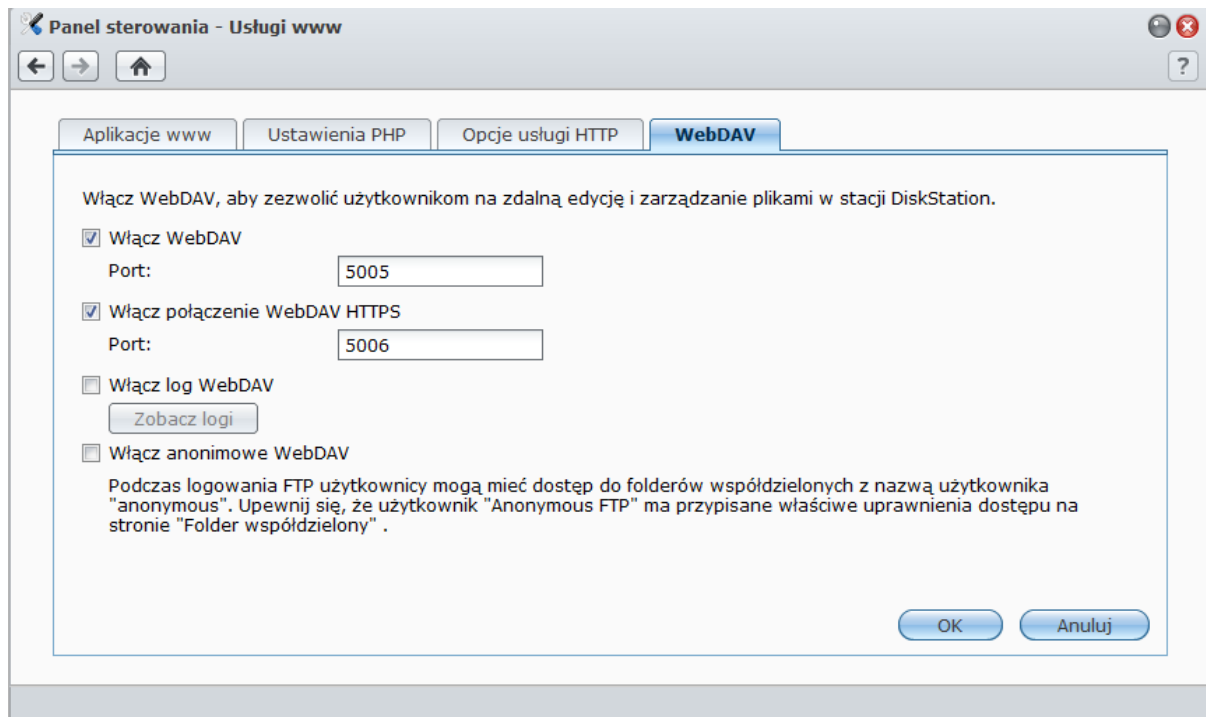 Panel sterowania - Usługi www
?
Aplikacje www
Ustawienia PHP
Opcje usługi HTTP
WebDAV
Włącz WebDAV, aby zezwolić użytkownikom na zdalną edycję i zarządzanie plikami w stacji DiskStation.
Włącz WebDAV
Port: 5005
Włącz połączenie WebDAV HTTPS
Port: 5006
Włącz log WebDAV
Zobacz logi
Włącz anonimowe WebDAV
Podczas logowania FTP użytkownicy mogą mieć dostęp do folderów współdzielonych z nazwą użytkownika
"anonymous". Upewnij się, że użytkownik "Anonymous FTP" ma przypisane właściwe uprawnienia dostępu na
stronie "Folder współdzielony" .
OK
Anuluj